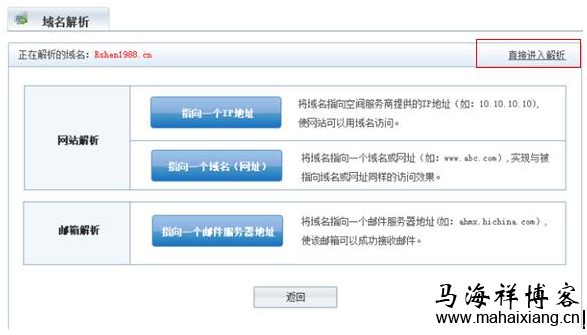 域名解析
正在解析的域名：Rshen1988.cn
直接进入解析
网站解析
指向一个IP地址
将域名指向空间服务商提供的IP地址（如：10.10.10.10),
使网站可以用域名访问。
指向一个域名（网址）
将域名指向一个域名或网址（如：www.abc.com）,实现与被
指向域名或网址同样的访问效果。
邮箱解析
指向一个邮件服务器地址
将域名指向一个邮件服务器地址(如：ahmx.hichina.com）,
使该邮箱可以成功接收邮件。
返回
马海祥博客
www.mahaixiang.cn